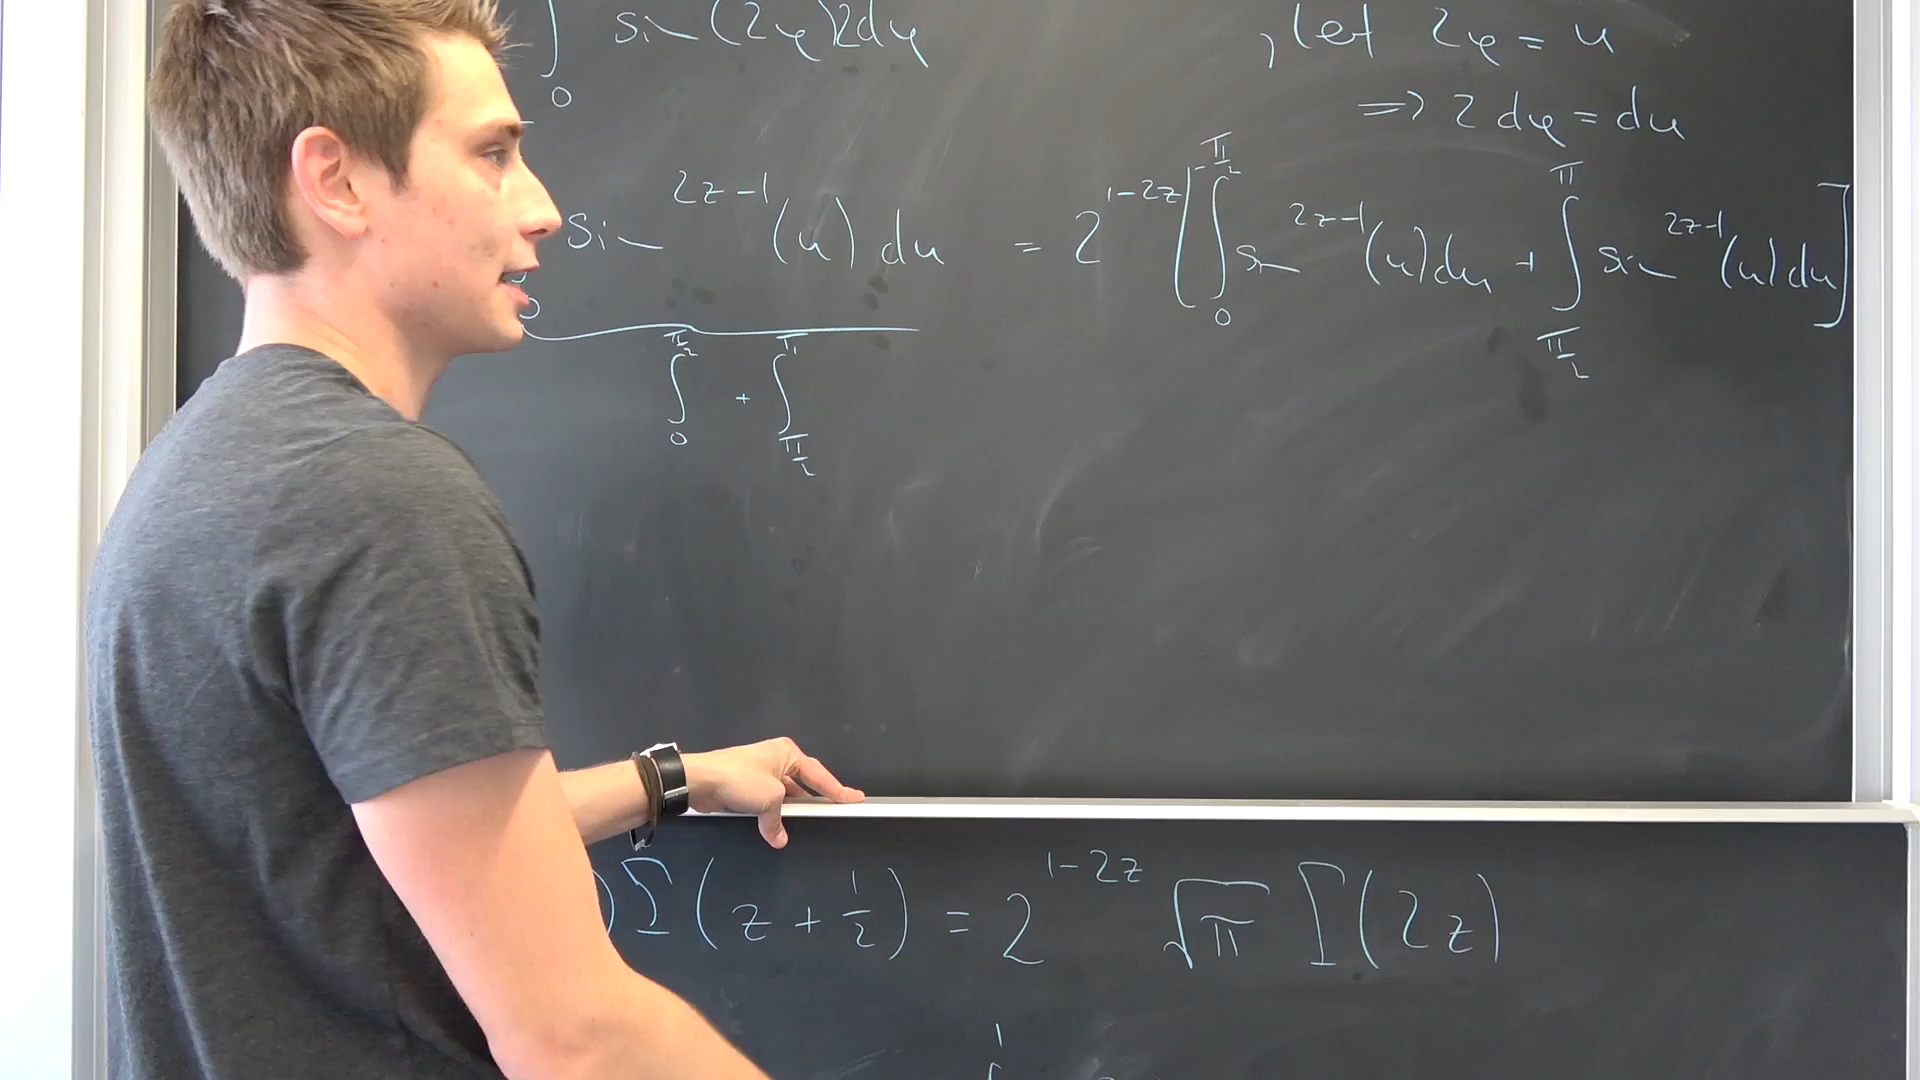 ∫₀ sin(2φ)2dφ , let 2φ = u
=> 2dφ = du
sin^{2z-1}(u)du = 2^{1-2z}[∫_0^{π/2} sin^{2z-1}(u)du + ∫_{π/2}^{π} sin^{2z-1}(u)du]
∫_0^{π/2} + ∫_{π/2}^{π}
)Γ(z + 1/2) = 2^{1-2z} √π Γ(2z)
1